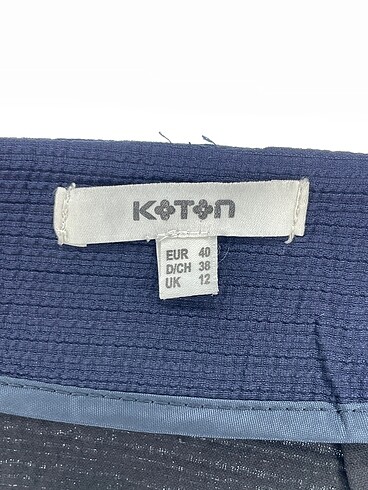 KOTON
EUR 40
D/CH 38
UK 12